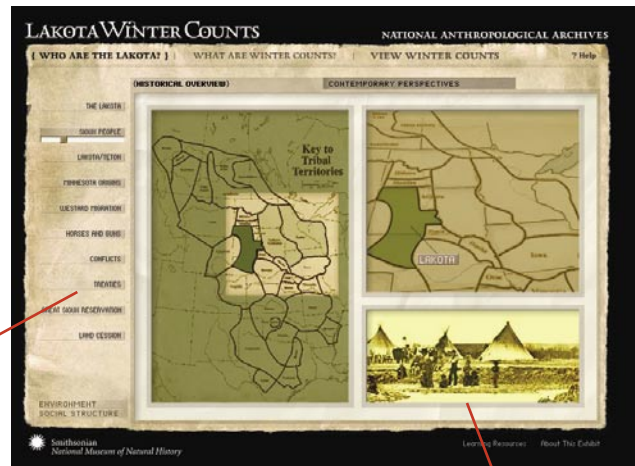 LAKOTA WINTER COUNTS
NATIONAL ANTHROPOLOGICAL ARCHIVES
{ WHO ARE THE LAKOTA? } | WHAT ARE WINTER COUNTS? | VIEW WINTER COUNTS ? Help
(HISTORICAL OVERVIEW)
CONTEMPORARY PERSPECTIVES
THE LAKOTA
SIOUX PEOPLE
LAKOTA/TETON
MINNESOTA ORIGINS
WESTWARD MIGRATION
HORSES AND GUNS
CONFLICTS
TREATIES
GREAT SIOUX RESERVATION
LAND CESSION
ENVIRONMENT
SOCIAL STRUCTURE
Key to
Tribal
Territories
LAKOTA
Iowa
Smithsonian
National Museum of Natural History
Learning Resources
About This Exhibit